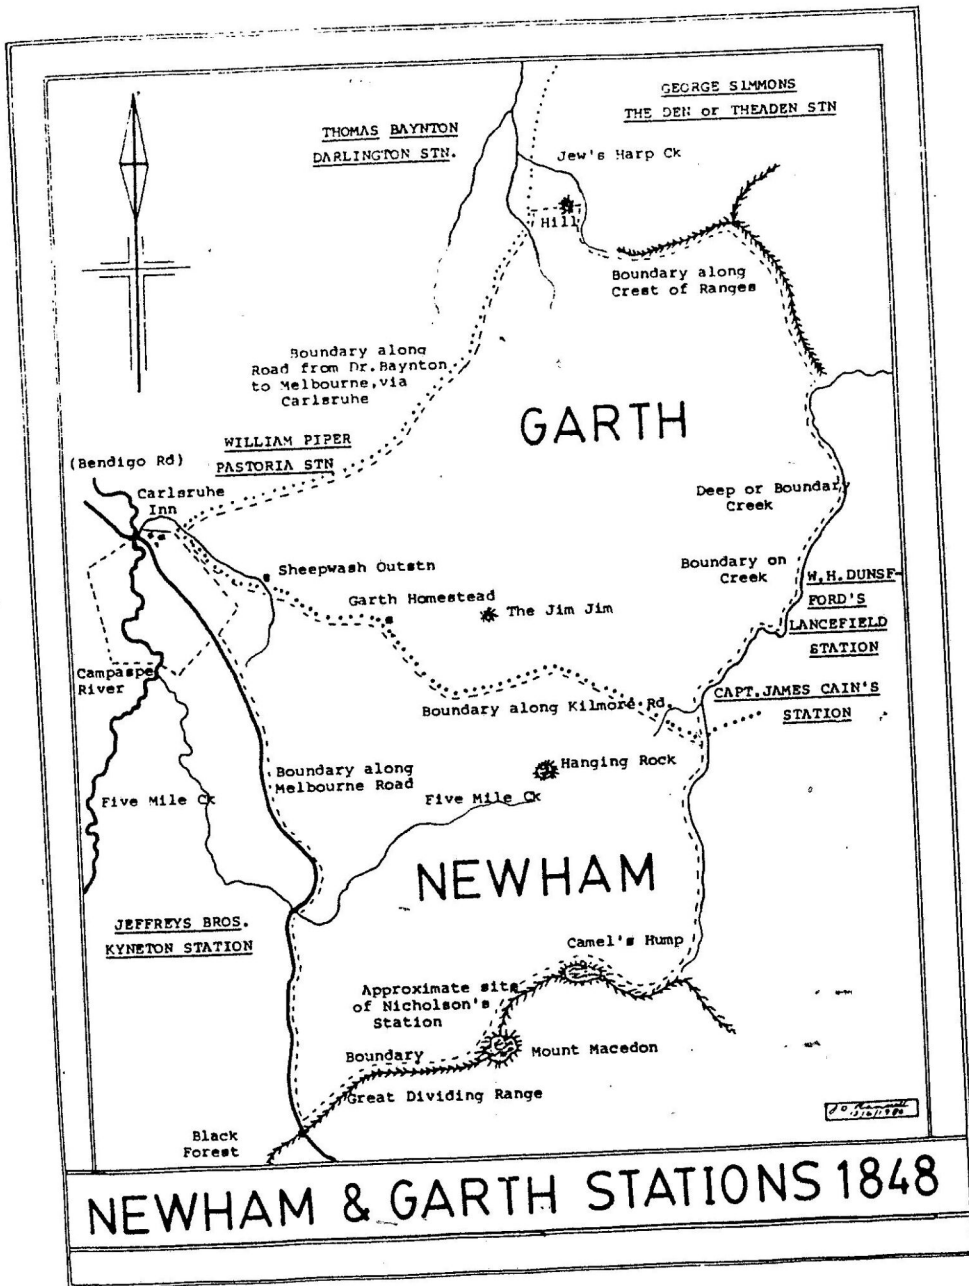 GEORGE SIMMONS
THE DEN or THEADEN STN
THOMAS BAYNTON
DARLINGTON STN.
Jew's Harp Ck
Hill
Boundary along
Crest of Ranges
Boundary along
Road from Dr.Baynton
to Melbourne,via
Carlsruhe
GARTH
WILLIAM PIPER
PASTORIA STN
(Bendigo Rd)
Carlsruhe
Inn
Deep or Boundary
Creek
Sheepwash Outstn
Boundary on
Creek
W.H.DUNSF-
FORD'S
LANCEFIELD
STATION
Garth Homestead
The Jim Jim
Campaspe
River
Boundary along Kilmore Rd.
CAPT.JAMES CAIN'S
STATION
Boundary along
Melbourne Road
Hanging Rock
Five Mile Ck
Five Mile Ck
NEWHAM
JEFFREYS BROS.
KYNETON STATION
Camel's Hump
Approximate site
of Nicholson's
Station
Boundary
Mount Macedon
Great Dividing Range
Black
Forest
NEWHAM & GARTH STATIONS 1848